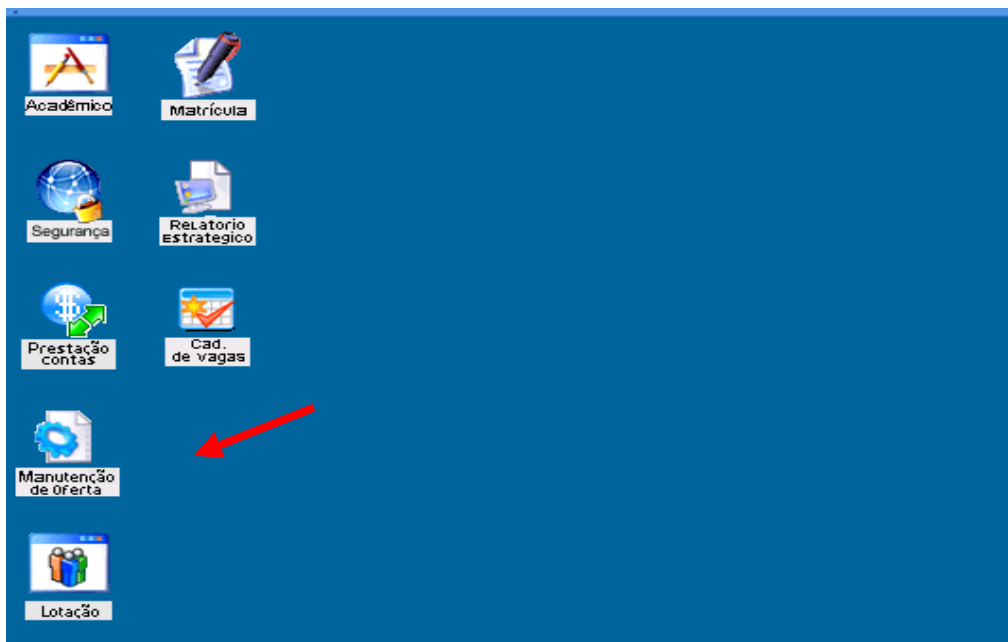 Acadêmico
Matrícula
Segurança
ReLatorio
Estrategico
Prestação
contas
Cad.
de vagas
Manutenção
de Oferta
Lotação